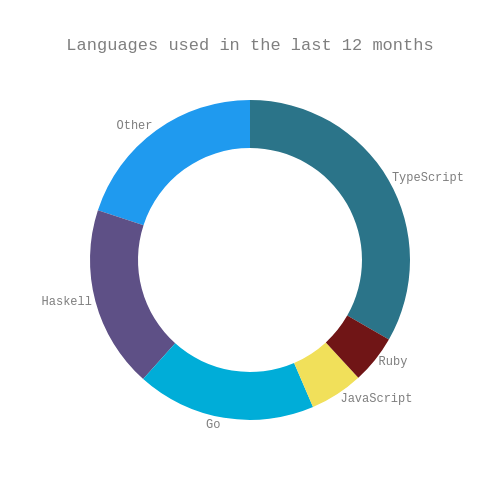 Languages used in the last 12 months
Other
TypeScript
Haskell
Ruby
JavaScript
Go